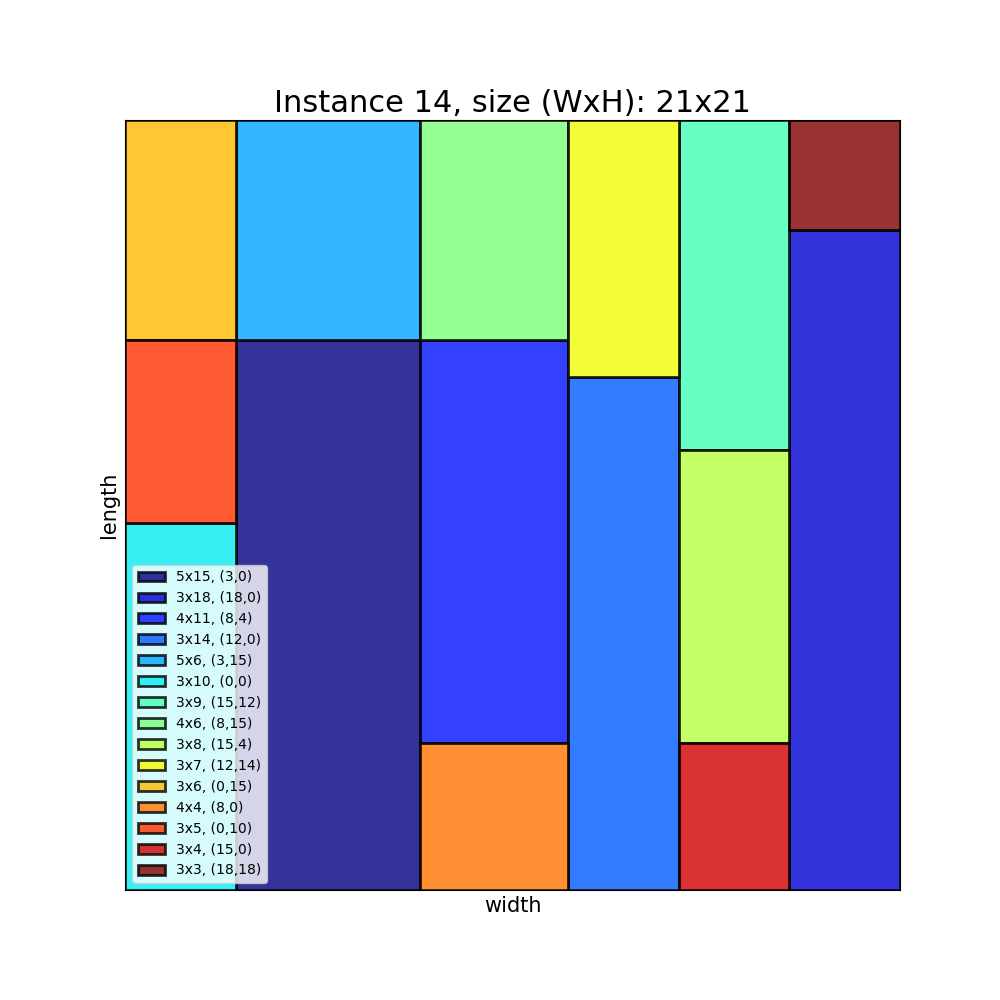 Instance 14, size (WxH): 21x21
length
5x15, (3,0)
3x18, (18,0)
4x11, (8,4)
3x14, (12,0)
5x6, (3,15)
3x10, (0,0)
3x9, (15,12)
4x6, (8,15)
3x8, (15,4)
3x7, (12,14)
3x6, (0,15)
4x4, (8,0)
3x5, (0,10)
3x4, (15,0)
3x3, (18,18)
width